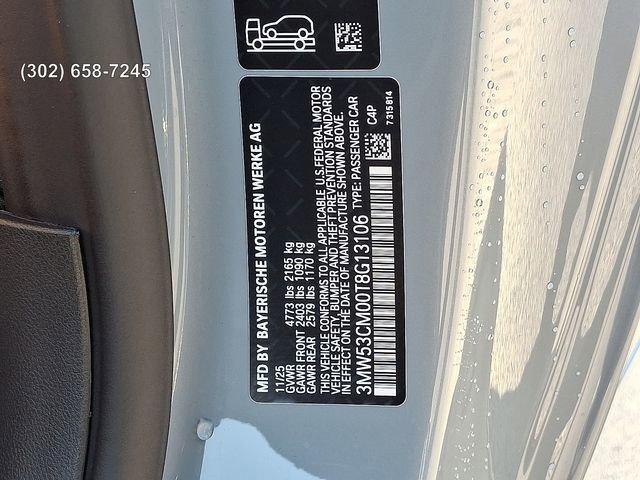 (302) 658-7245
MFD BY BAYERISCHE MOTOREN WERKE AG
11/25
GVWR 4773 lbs 2165 kg
GAWR FRONT 2403 lbs 1090 kg
GAWR REAR 2579 lbs 1170 kg
THIS VEHICLE CONFORMS TO ALL APPLICABLE U.S.FEDERAL MOTOR
VEHICLE SAFETY, BUMPER AND THEFT PREVENTION STANDARDS
IN EFFECT ON THE DATE OF MANUFACTURE SHOWN ABOVE.
3MW53CM00T8G13106 TYPE: PASSENGER CAR
C4P
7315814